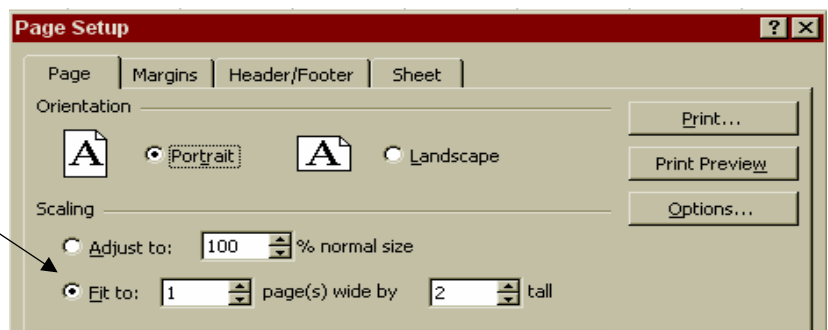 Page Setup ? ×
Page Margins Header/Footer Sheet
Orientation
Print...
A Portrait A Landscape
Print Preview
Scaling
Options...
Adjust to: 100 % normal size
Fit to: 1 page(s) wide by 2 tall